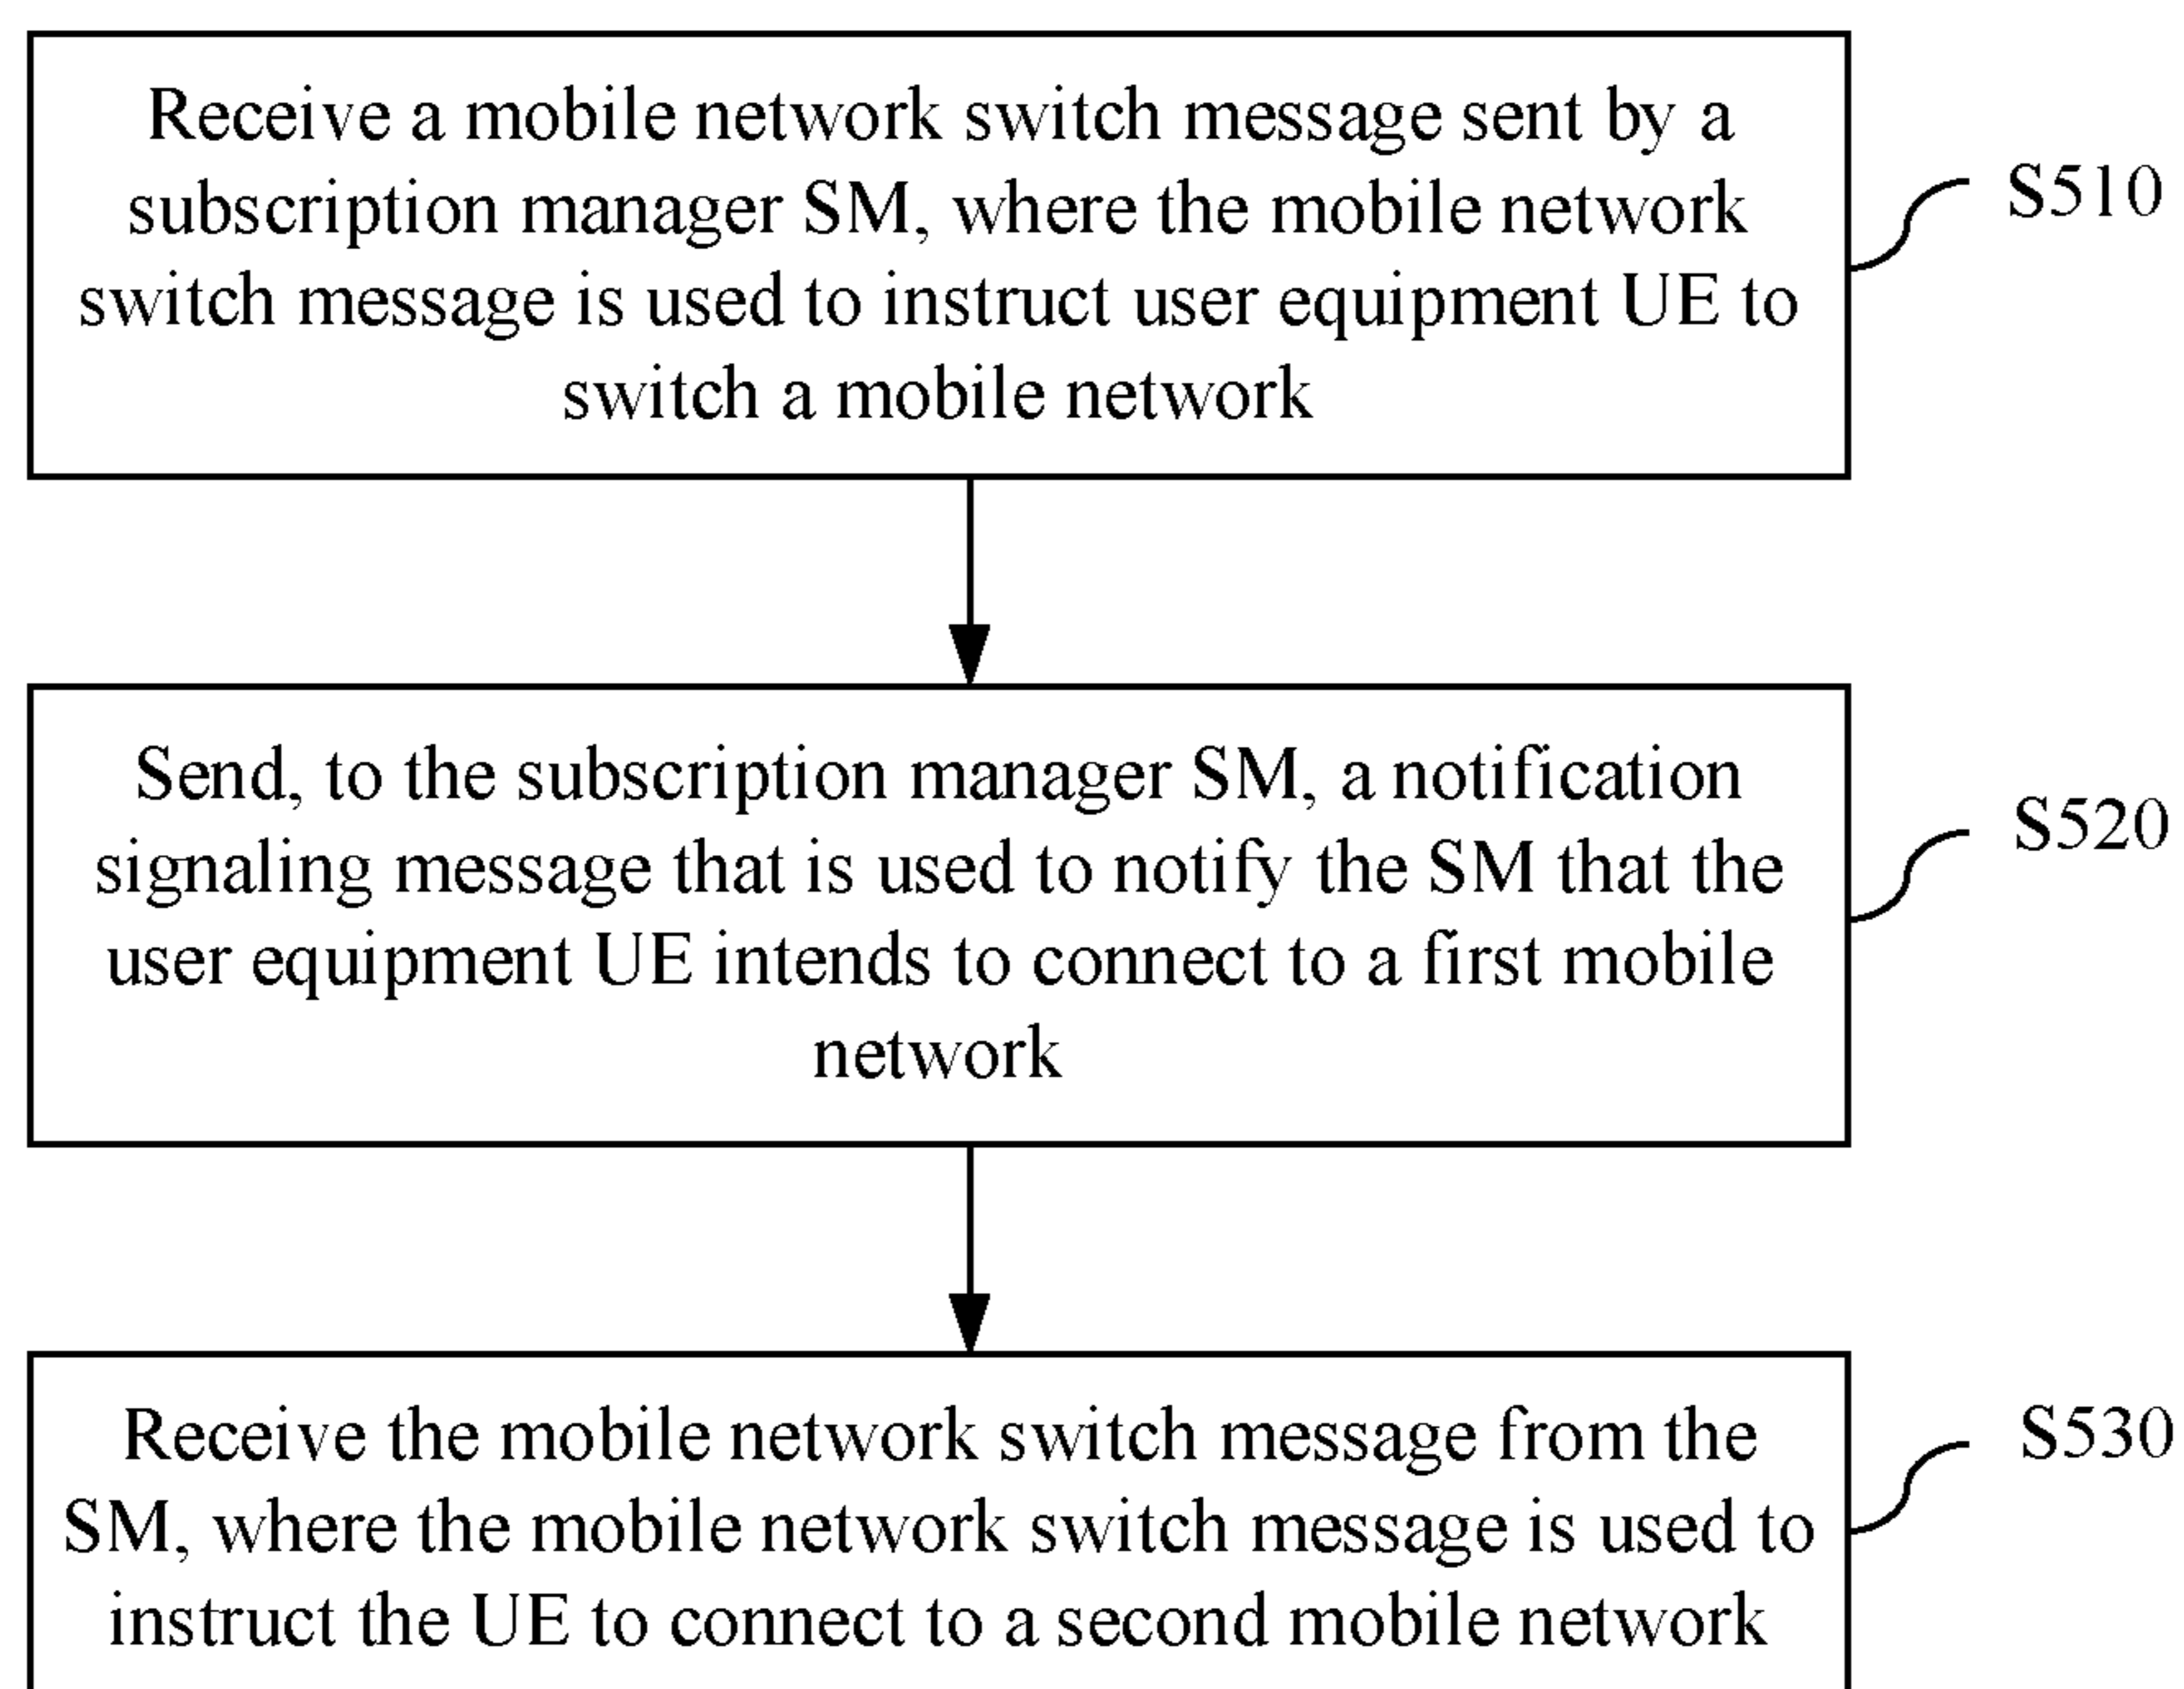 Receive a mobile network switch message sent by a
subscription manager SM, where the mobile network
switch message is used to instruct user equipment UE to
switch a mobile network
S510
Send, to the subscription manager SM, a notification
signaling message that is used to notify the SM that the
user equipment UE intends to connect to a first mobile
network
S520
Receive the mobile network switch message from the
SM, where the mobile network switch message is used to
instruct the UE to connect to a second mobile network
S530